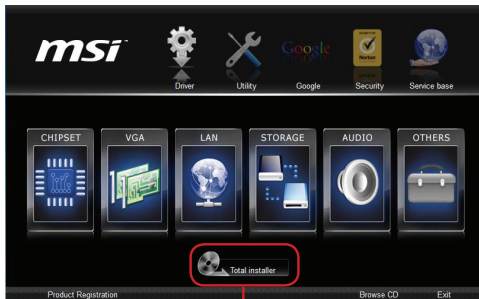 msi
Google
Norton
Driver Utility Google Security Service base
CHIPSET VGA LAN STORAGE AUDIO OTHERS
Total installer
Product Registration Browse CD Exit